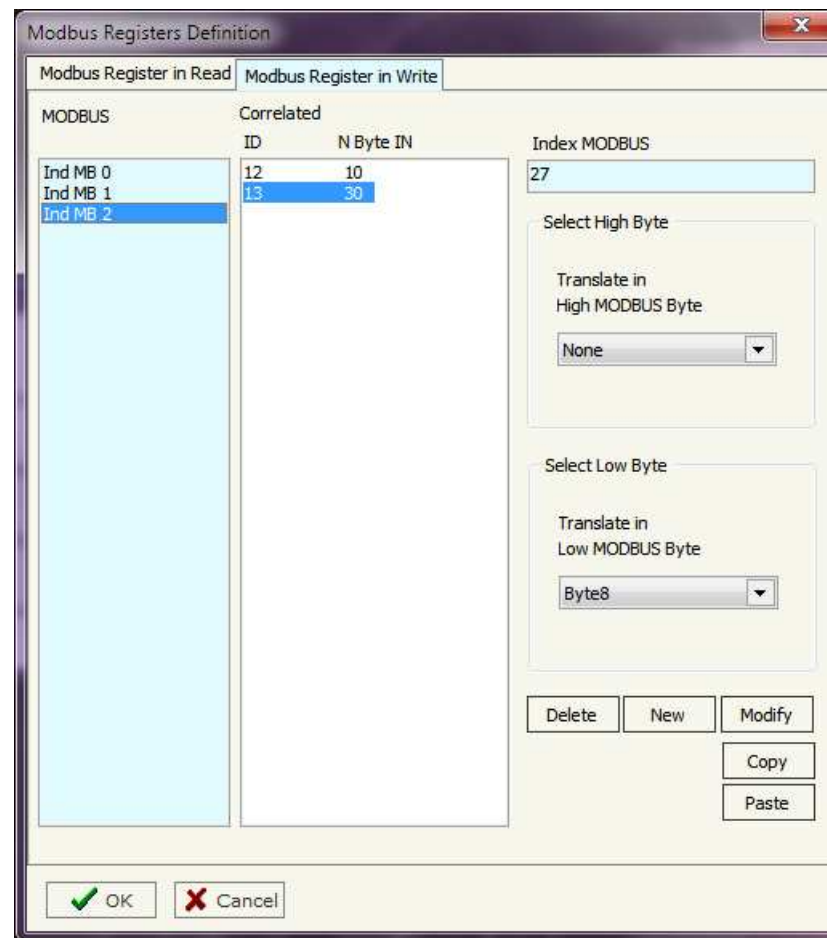 Modbus Registers Definition
Modbus Register in Read
Modbus Register in Write
MODBUS
Correlated
ID N Byte IN
Ind MB 0
Ind MB 1
Ind MB 2
12 10
13 30
Index MODBUS
27
Select High Byte
Translate in
High MODBUS Byte
None
Select Low Byte
Translate in
Low MODBUS Byte
Byte8
Delete
New
Modify
Copy
Paste
OK
Cancel